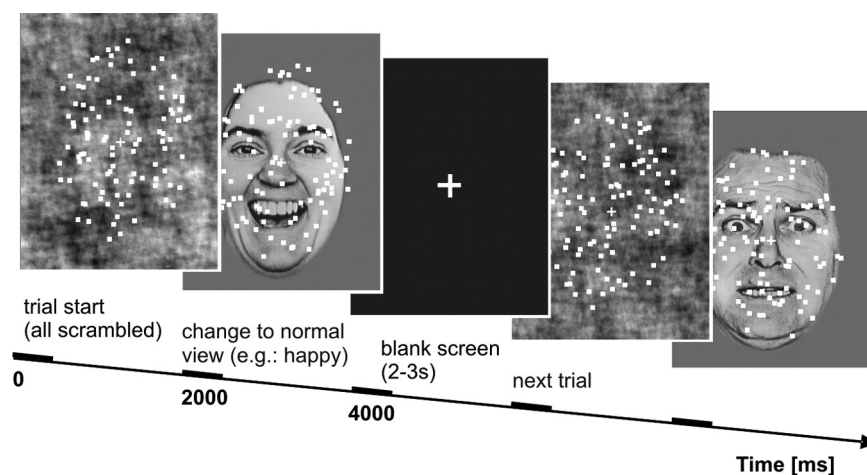 trial start
(all scrambled)
change to normal
view (e.g.: happy)
blank screen
(2-3s)
next trial
0
2000
4000
Time [ms]